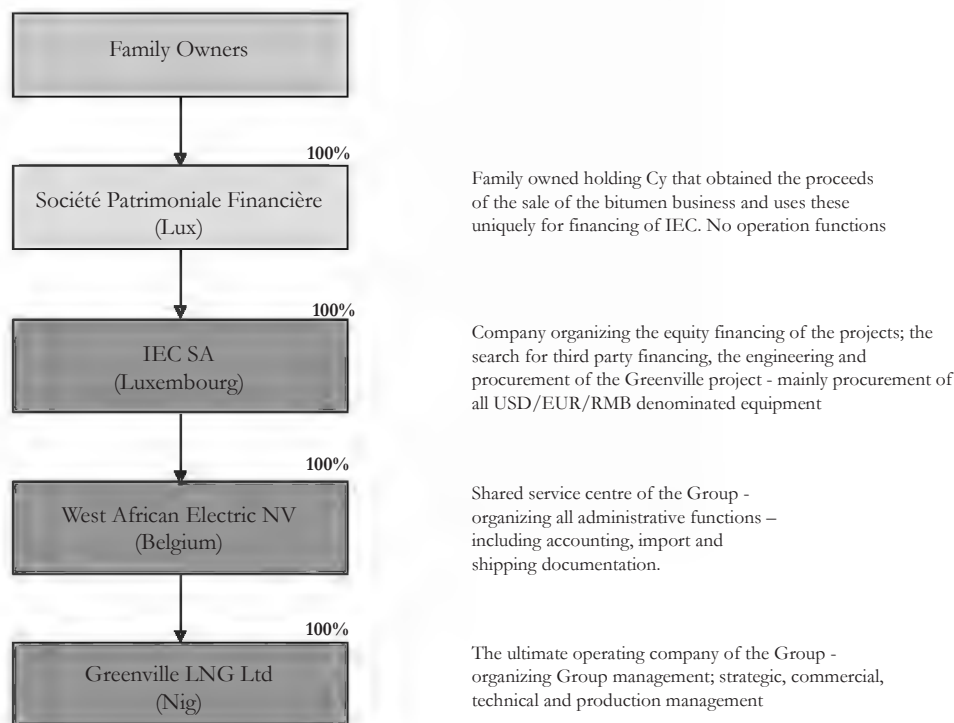 Family Owners
100%
Société Patrimoniale Financière
(Lux)
Family owned holding Cy that obtained the proceeds
of the sale of the bitumen business and uses these
uniquely for financing of IEC. No operation functions
100%
IEC SA
(Luxembourg)
Company organizing the equity financing of the projects; the
search for third party financing, the engineering and
procurement of the Greenville project - mainly procurement of
all USD/EUR/RMB denominated equipment
100%
West African Electric NV
(Belgium)
Shared service centre of the Group -
organizing all administrative functions –
including accounting, import and
shipping documentation.
100%
Greenville LNG Ltd
(Nig)
The ultimate operating company of the Group -
organizing Group management; strategic, commercial,
technical and production management